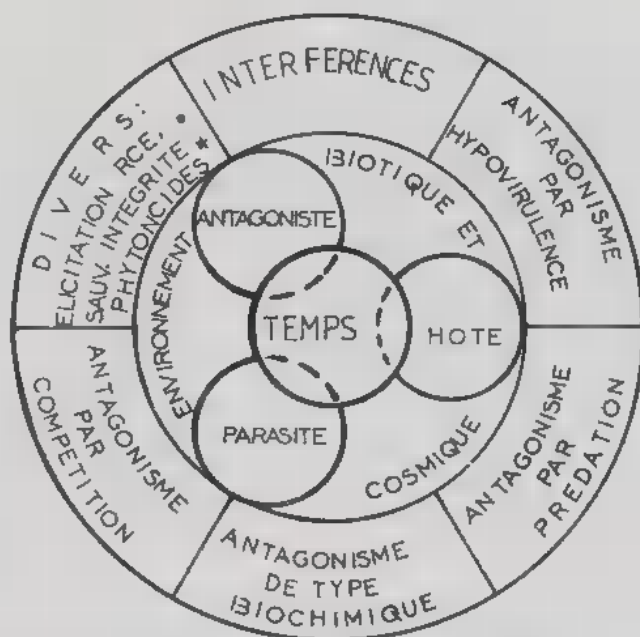 INTERFERENCES
ANTAGONISME
PAR
HYPOVIRULENCE
ANTAGONISME
PAR
PREDATION
ANTAGONISME
DE TYPE
BIOCHIMIQUE
ANTAGONISME
PAR
COMPETITION
DIVERS:
ELICITATION RCE, •
SAUV. INTEGRITE *
PHYTONCIDES
ENVIRONNEMENT
BIOTIQUE ET
COSMIQUE
ANTAGONISTE
TEMPS
HOTE
PARASITE